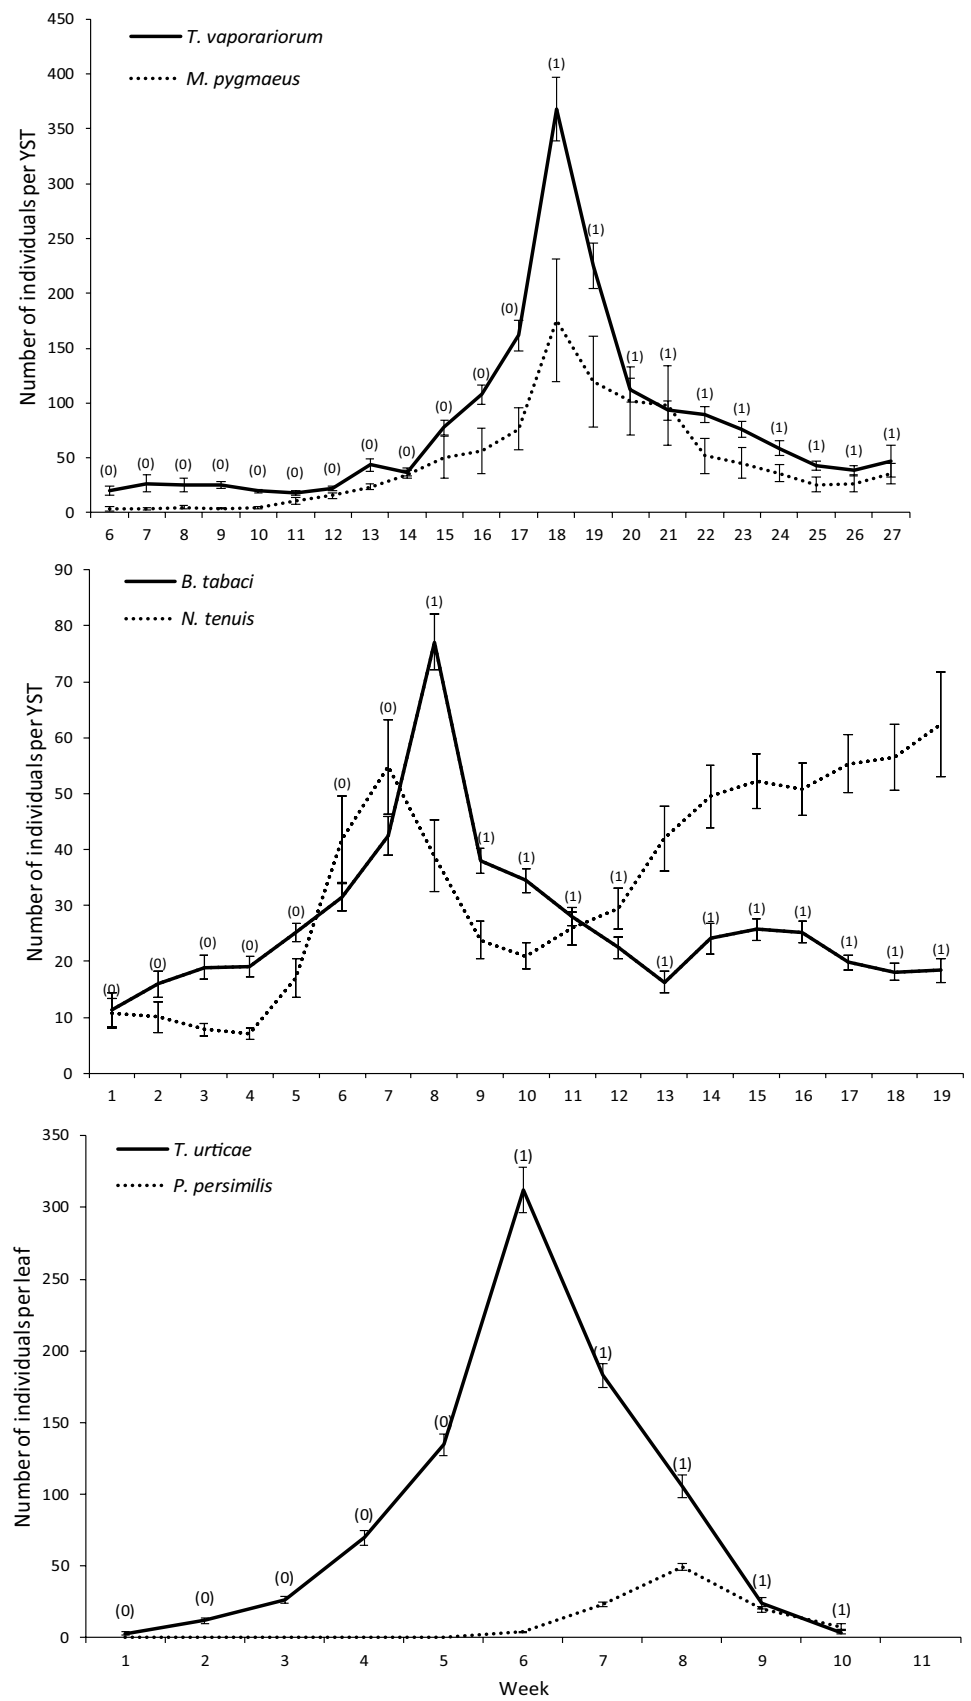 T. vaporariorum
M. pygmaeus
Number of individuals per YST
450
400
350
300
250
200
150
100
50
0
(0) (0) (0) (0) (0) (0) (0) (0) (0) (0) (0) (0) (1) (1) (1) (1) (1) (1) (1) (1) (1) (1)
6 7 8 9 10 11 12 13 14 15 16 17 18 19 20 21 22 23 24 25 26 27
B. tabaci
N. tenuis
Number of individuals per YST
90
80
70
60
50
40
30
20
10
0
(0) (0) (0) (0) (0) (0) (0) (1) (1) (1) (1) (1) (1) (1) (1) (1) (1) (1) (1)
1 2 3 4 5 6 7 8 9 10 11 12 13 14 15 16 17 18 19
T. urticae
P. persimilis
Number of individuals per leaf
350
300
250
200
150
100
50
0
(0) (0) (0) (0) (0) (1) (1) (1) (1) (1)
1 2 3 4 5 6 7 8 9 10 11
Week